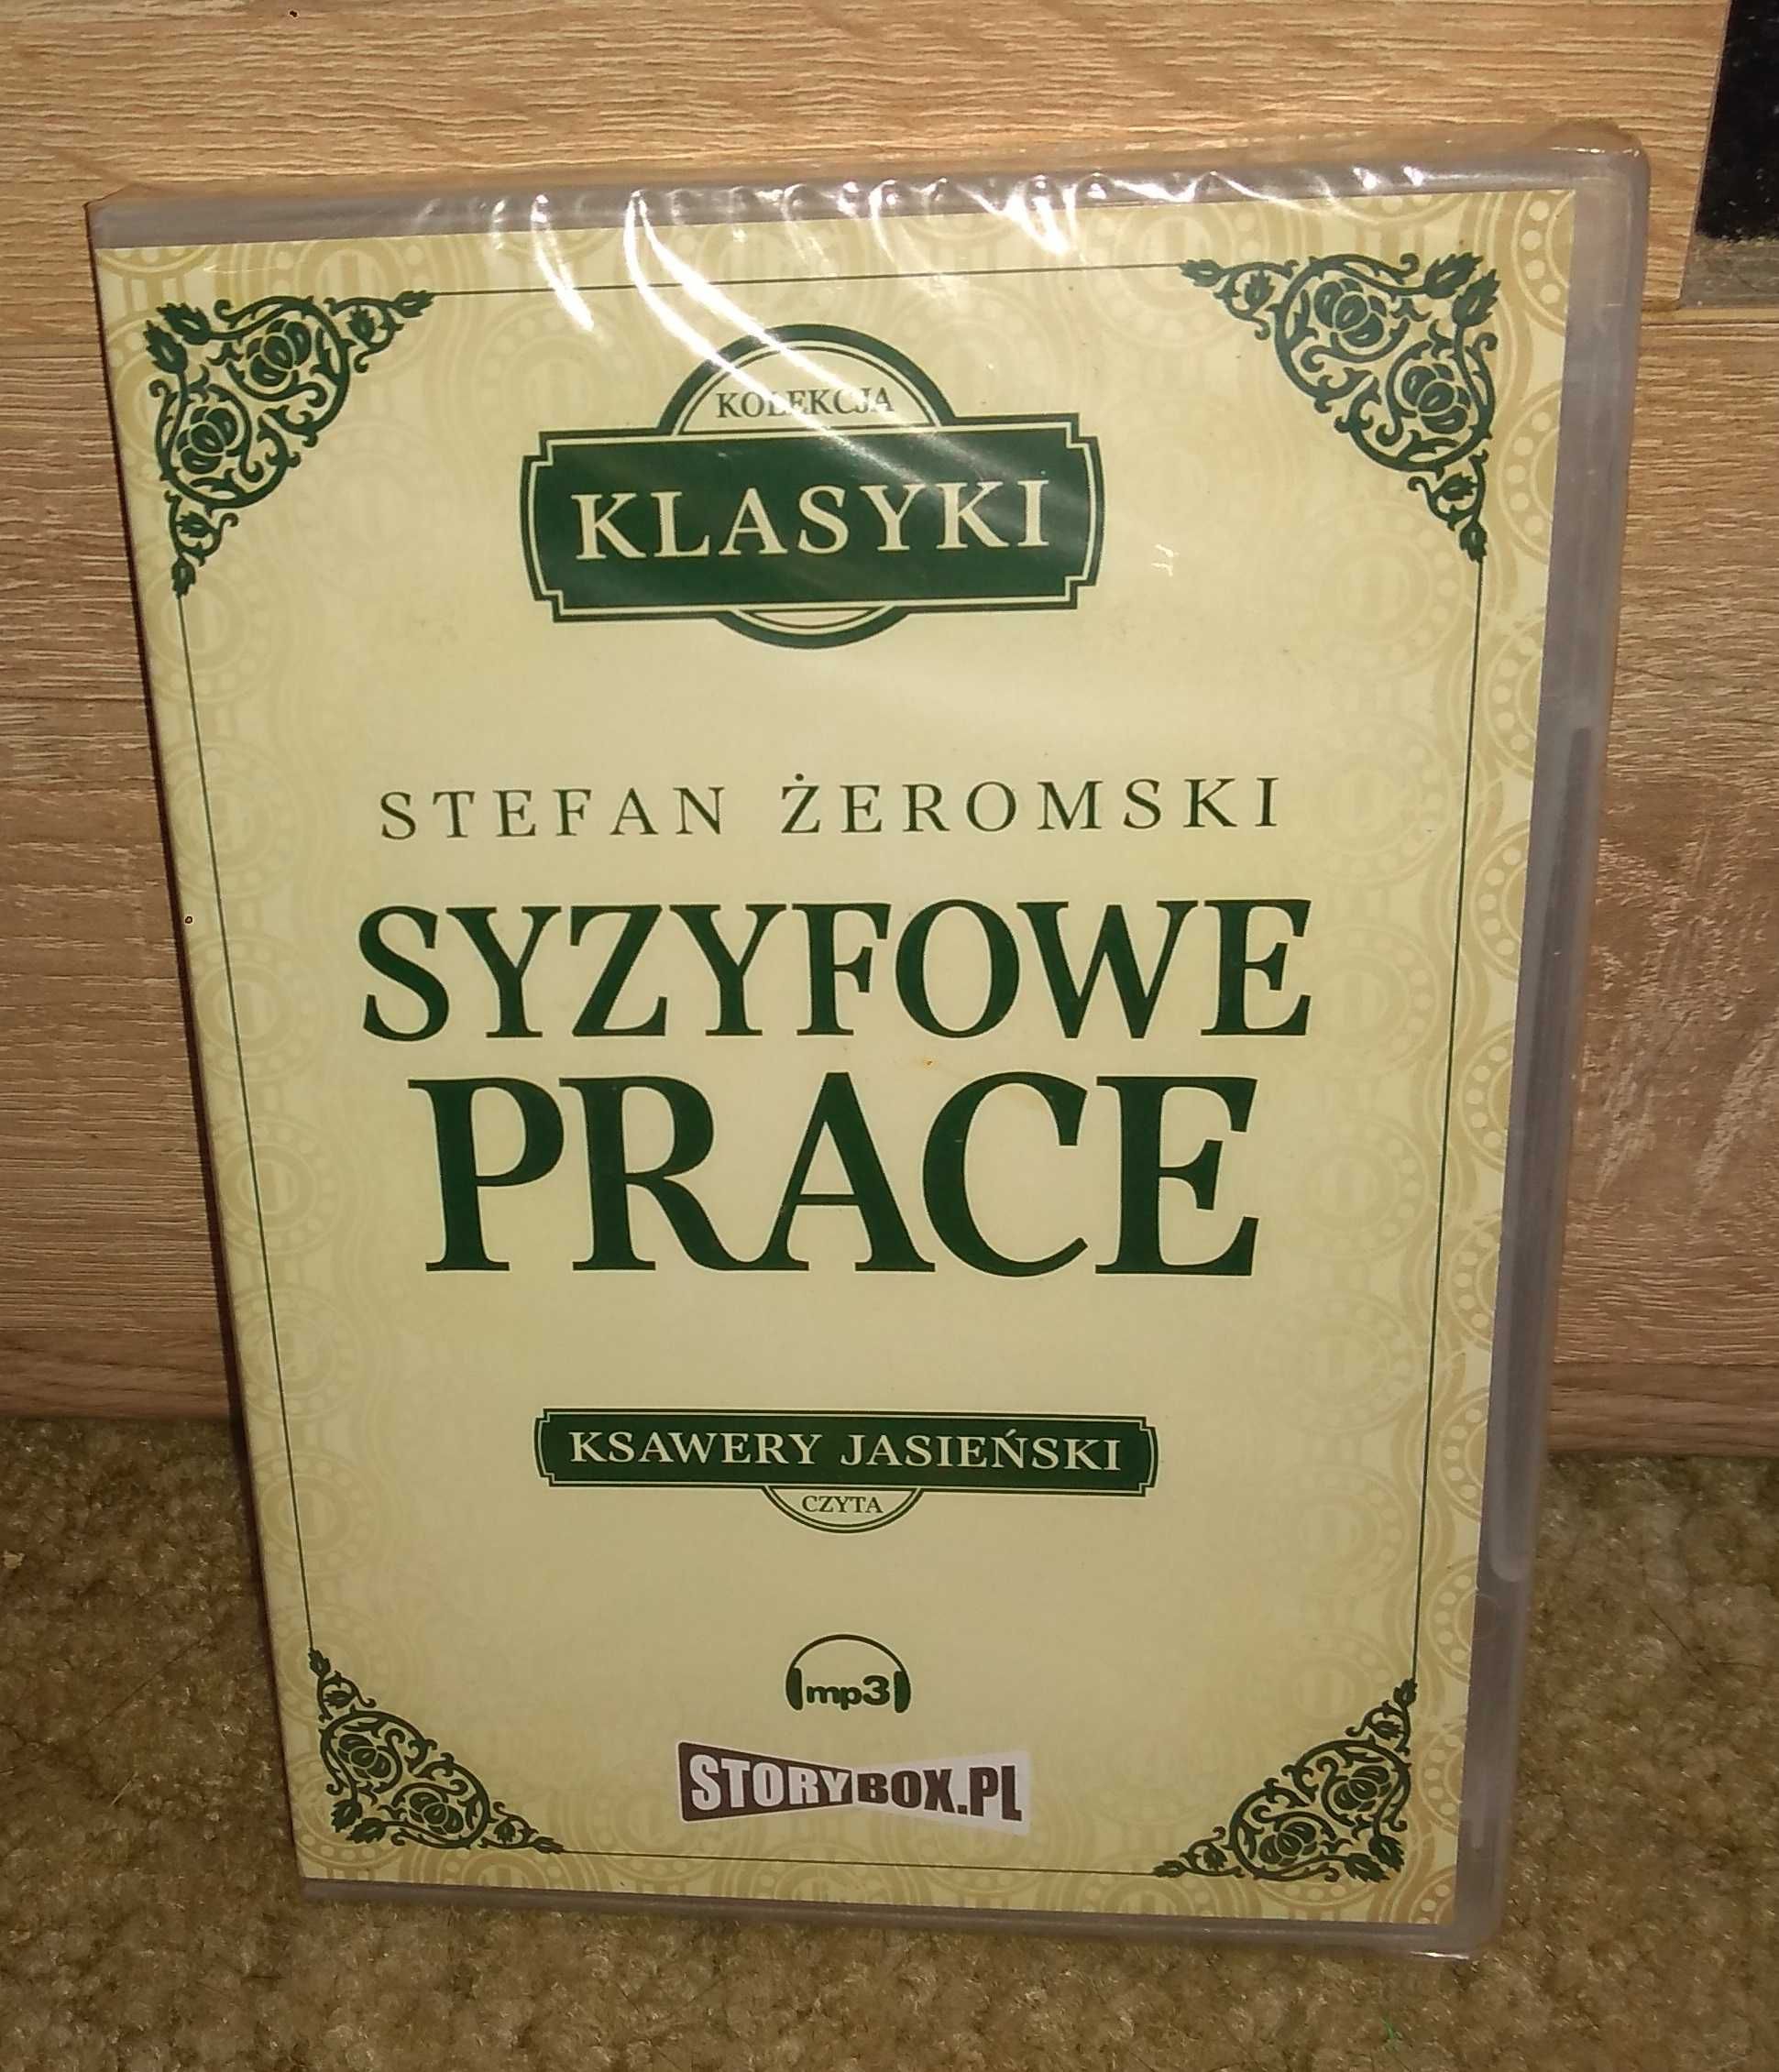 KOLEKCJA
KLASYKI
STEFAN ŻEROMSKI
SYZYFOWE
PRACE
KSAWERY JASIEŃSKI
CZYTA
mp3
STORYBOX.PL